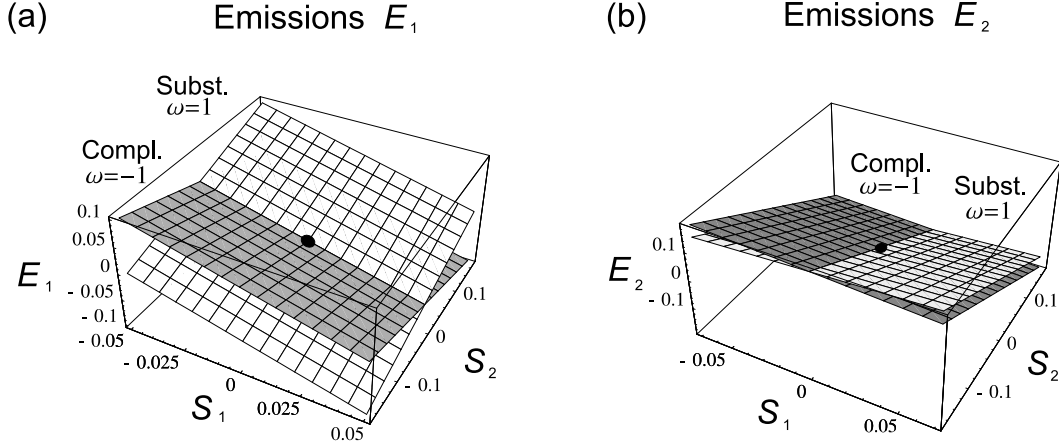 (a) Emissions E₁
Subst.
ω=1
Compl.
ω=-1
0.1
0.05
0
- 0.05
- 0.1
E₁
- 0.05
- 0.025
0
0.025
0.05
S₁
- 0.1
0
0.1
S₂
(b) Emissions E₂
Compl.
ω=-1
Subst.
ω=1
0.1
0
- 0.1
E₂
- 0.05
0
0.05
S₁
- 0.1
0
0.1
S₂